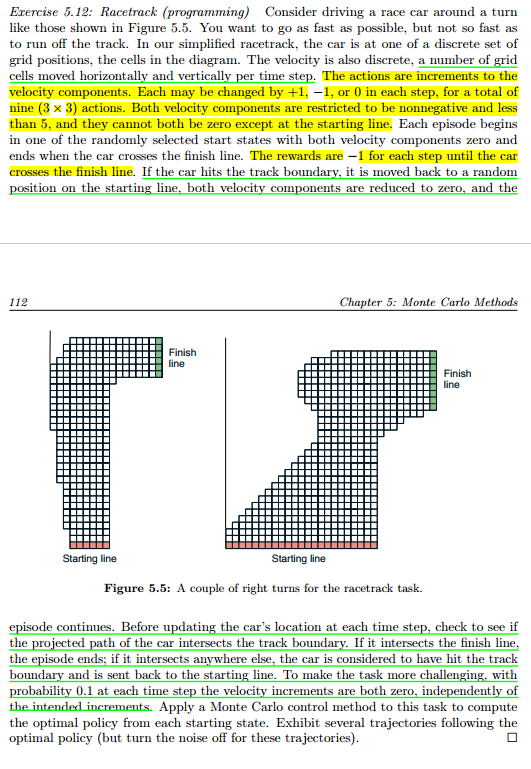 Exercise 5.12: Racetrack (programming) Consider driving a race car around a turn
like those shown in Figure 5.5. You want to go as fast as possible, but not so fast as
to run off the track. In our simplified racetrack, the car is at one of a discrete set of
grid positions, the cells in the diagram. The velocity is also discrete, a number of grid
cells moved horizontally and vertically per time step. The actions are increments to the
velocity components. Each may be changed by +1, −1, or 0 in each step, for a total of
nine (3 × 3) actions. Both velocity components are restricted to be nonnegative and less
than 5, and they cannot both be zero except at the starting line. Each episode begins
in one of the randomly selected start states with both velocity components zero and
ends when the car crosses the finish line. The rewards are −1 for each step until the car
crosses the finish line. If the car hits the track boundary, it is moved back to a random
position on the starting line, both velocity components are reduced to zero, and the
112 Chapter 5: Monte Carlo Methods
Finish
line
Finish
line
Starting line
Starting line
Figure 5.5: A couple of right turns for the racetrack task.
episode continues. Before updating the car's location at each time step, check to see if
the projected path of the car intersects the track boundary. If it intersects the finish line,
the episode ends; if it intersects anywhere else, the car is considered to have hit the track
boundary and is sent back to the starting line. To make the task more challenging, with
probability 0.1 at each time step the velocity increments are both zero, independently of
the intended increments. Apply a Monte Carlo control method to this task to compute
the optimal policy from each starting state. Exhibit several trajectories following the
optimal policy (but turn the noise off for these trajectories). □